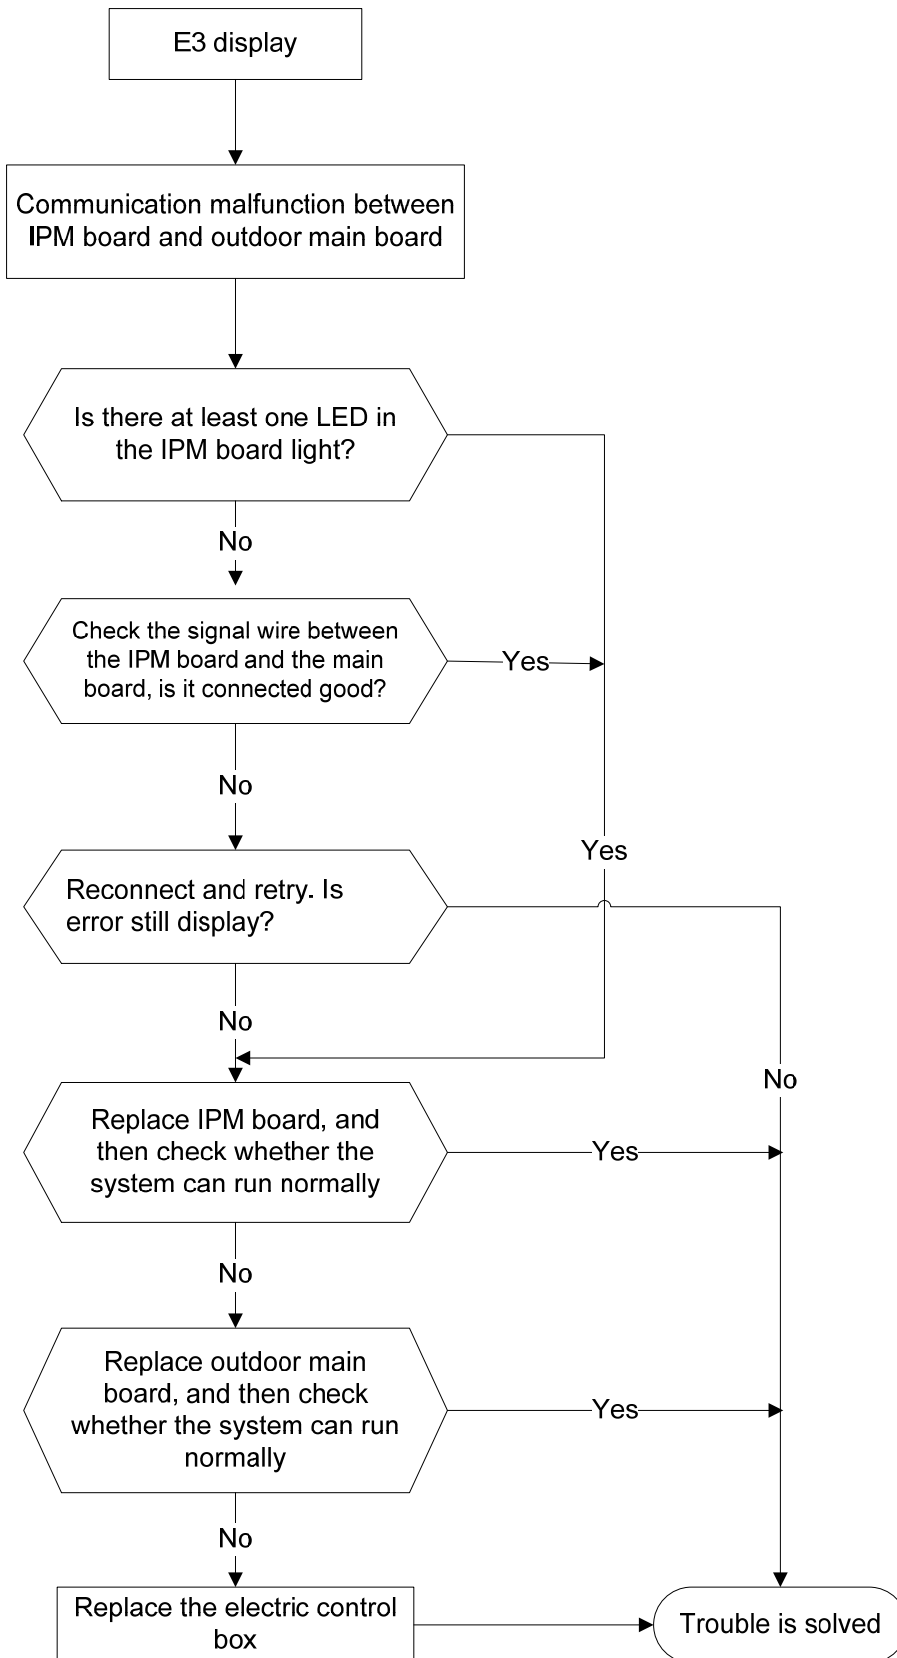 E3 display
Communication malfunction between
IPM board and outdoor main board
Is there at least one LED in
the IPM board light?
No
Check the signal wire between
the IPM board and the main
board, is it connected good?
Yes
No
Yes
Reconnect and retry. Is
error still display?
No
No
Replace IPM board, and
then check whether the
system can run normally
Yes
No
Replace outdoor main
board, and then check
whether the system can run
normally
Yes
No
Replace the electric control
box
Trouble is solved